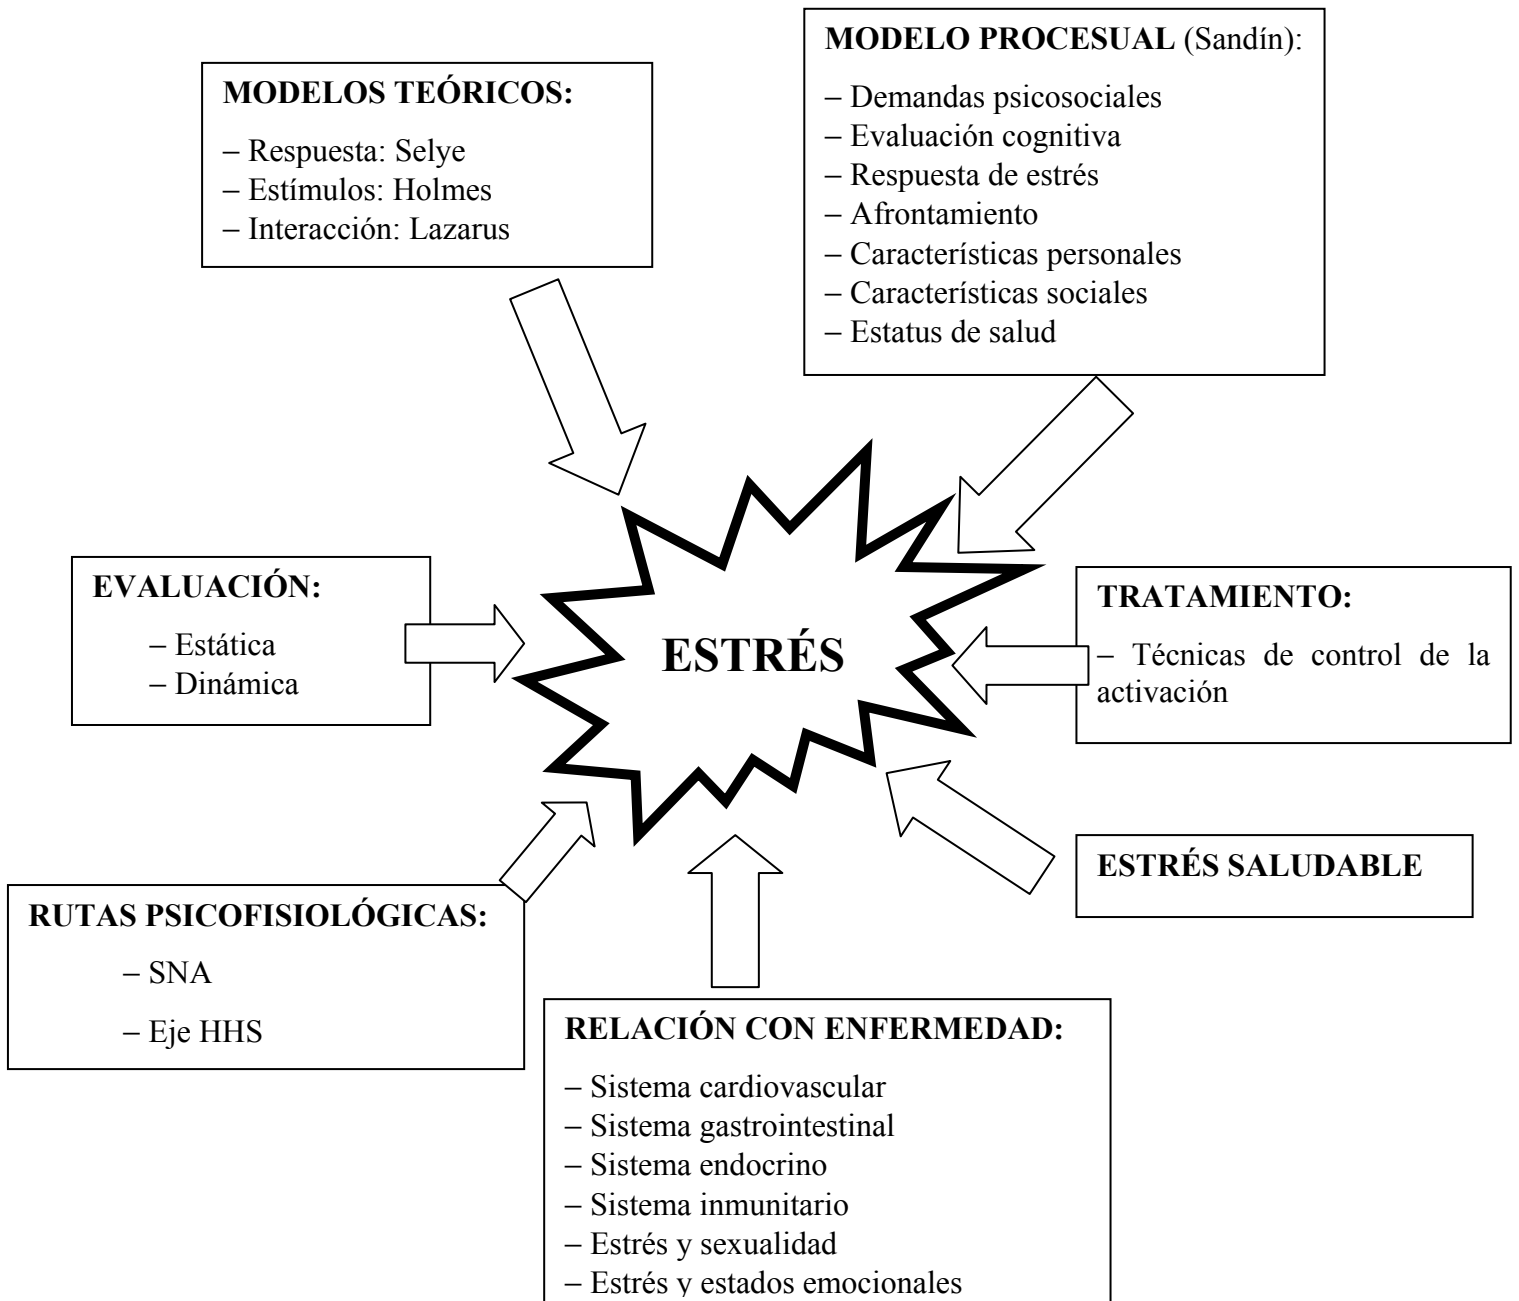 MODELOS TEÓRICOS:
– Respuesta: Selye
– Estímulos: Holmes
– Interacción: Lazarus
MODELO PROCESUAL (Sandín):
– Demandas psicosociales
– Evaluación cognitiva
– Respuesta de estrés
– Afrontamiento
– Características personales
– Características sociales
– Estatus de salud
EVALUACIÓN:
– Estática
– Dinámica
ESTRÉS
TRATAMIENTO:
– Técnicas de control de la
activación
ESTRÉS SALUDABLE
RUTAS PSICOFISIOLÓGICAS:
– SNA
– Eje HHS
RELACIÓN CON ENFERMEDAD:
– Sistema cardiovascular
– Sistema gastrointestinal
– Sistema endocrino
– Sistema inmunitario
– Estrés y sexualidad
– Estrés y estados emocionales